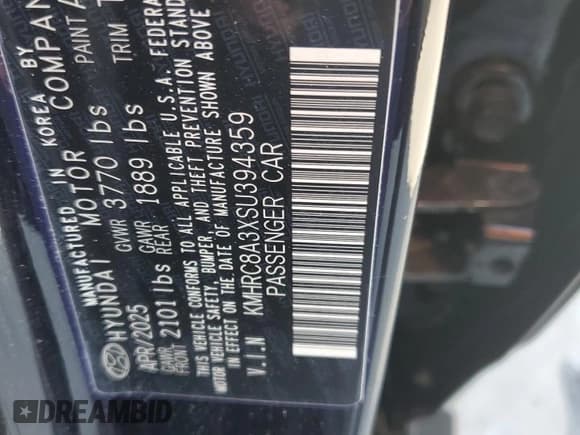 MANUFACTURED IN KOREA BY
HYUNDAI MOTOR COMPANY
APR/2025 GVWR 3770 lbs PAINT
GAWR FRONT 2101 lbs GAWR REAR 1889 lbs TRIM
THIS VEHICLE CONFORMS TO ALL APPLICABLE U.S.A. FEDERAL
VEHICLE SAFETY, BUMPER, AND THEFT PREVENTION STANDA
IN EFFECT ON THE DATE OF MANUFACTURE SHOWN ABOVE
V.I.N KMHRC8A3XSU394359
PASSENGER CAR
DREAMBID